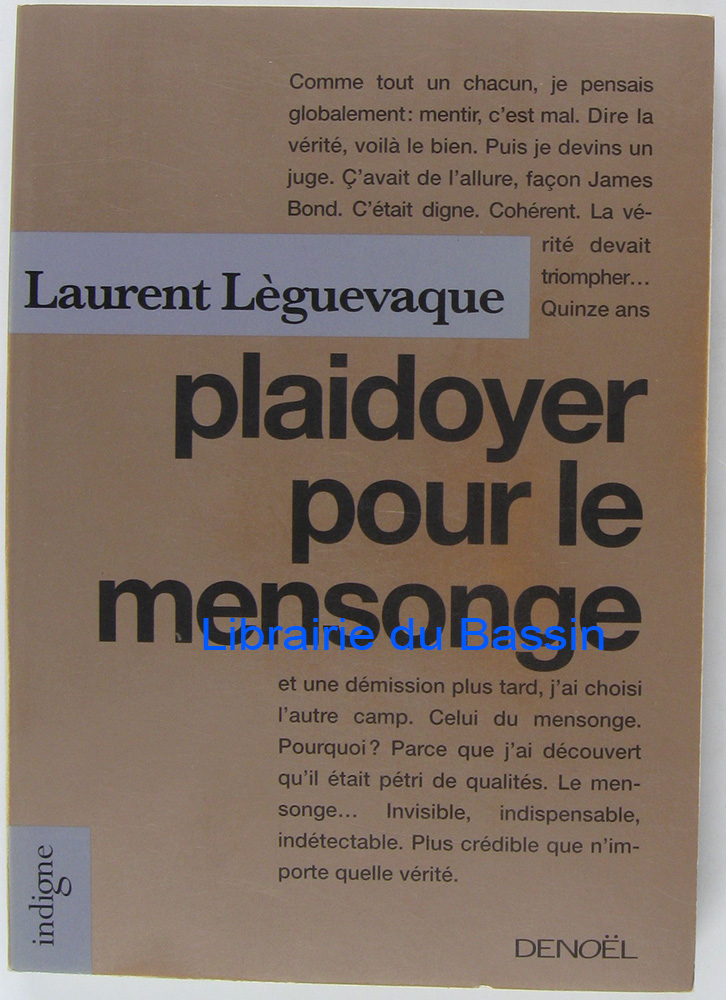 Comme tout un chacun, je pensais
globalement: mentir, c'est mal. Dire la
vérité, voilà le bien. Puis je devins un
juge. Ç'avait de l'allure, façon James
Bond. C'était digne. Cohérent. La vé-
rité devait
triompher...
Quinze ans
Laurent Lèguevaque
plaidoyer
pour le
mensonge
Librairie du Bassin
et une démission plus tard, j'ai choisi
l'autre camp. Celui du mensonge.
Pourquoi? Parce que j'ai découvert
qu'il était pétri de qualités. Le men-
songe... Invisible, indispensable,
indétectable. Plus crédible que n'im-
porte quelle vérité.
indigne
DENOËL